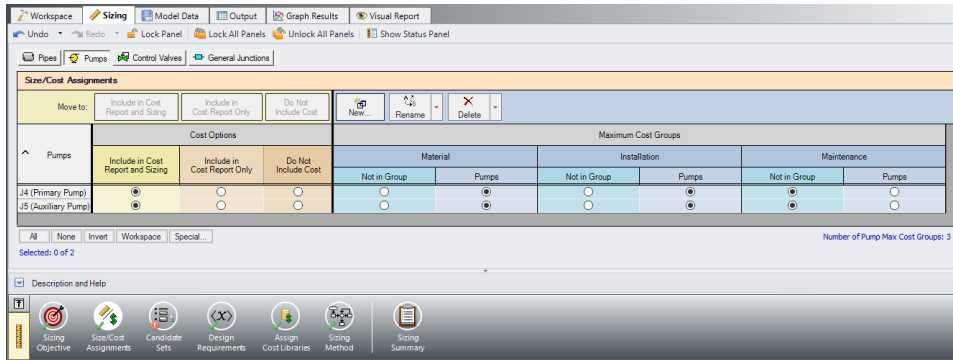 Workspace Sizing Model Data Output Graph Results Visual Report
Undo Redo Lock Panel Lock All Panels Unlock All Panels Show Status Panel
Pipes Pumps Control Valves General Junctions
Size/Cost Assignments
Move to: Include in Cost Report and Sizing Include in Cost Report Only Do Not Include Cost New... Rename Delete
Pumps Cost Options Maximum Cost Groups
Include in Cost Report and Sizing Include in Cost Report Only Do Not Include Cost Material Installation Maintenance
Not in Group Pumps Not in Group Pumps Not in Group Pumps
J4 (Primary Pump)
J5 (Auxiliary Pump)
All None Invert Workspace Special... Number of Pump Max Cost Groups: 3
Selected: 0 of 2
Description and Help
Sizing Objective Size/Cost Assignments Candidate Sets Design Requirements Assign Cost Libraries Sizing Method Sizing Summary